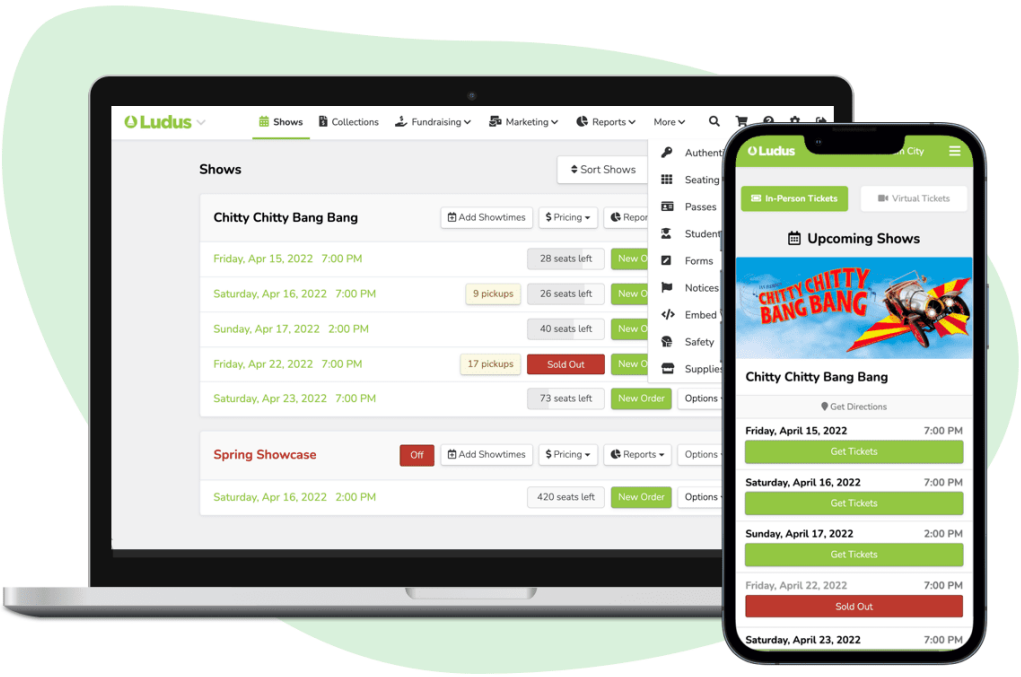 Ludus Shows Collections Fundraising Marketing Reports More
Shows Sort Shows
Chitty Chitty Bang Bang Add Showtimes $ Pricing
Friday, Apr 15, 2022 7:00 PM 28 seats left New
Saturday, Apr 16, 2022 7:00 PM 9 pickups 26 seats left New
Sunday, Apr 17, 2022 2:00 PM 40 seats left New
Friday, Apr 22, 2022 7:00 PM 17 pickups Sold Out New
Saturday, Apr 23, 2022 7:00 PM 73 seats left New Order Options
Spring Showcase Off Add Showtimes $ Pricing Reports Options
Saturday, Apr 16, 2022 2:00 PM 420 seats left New Order Options
Seating
Passes
Student
Forms
Notices
Embed
Safety
Supplies
Ludus City
In-Person Tickets Virtual Tickets
Upcoming Shows
CHITTY CHITTY
BANG BANG
Chitty Chitty Bang Bang
Get Directions
Friday, April 15, 2022 7:00 PM
Get Tickets
Saturday, April 16, 2022 7:00 PM
Get Tickets
Sunday, April 17, 2022 2:00 PM
Get Tickets
Friday, April 22, 2022 7:00 PM
Sold Out
Saturday, April 23, 2022 7:00 PM